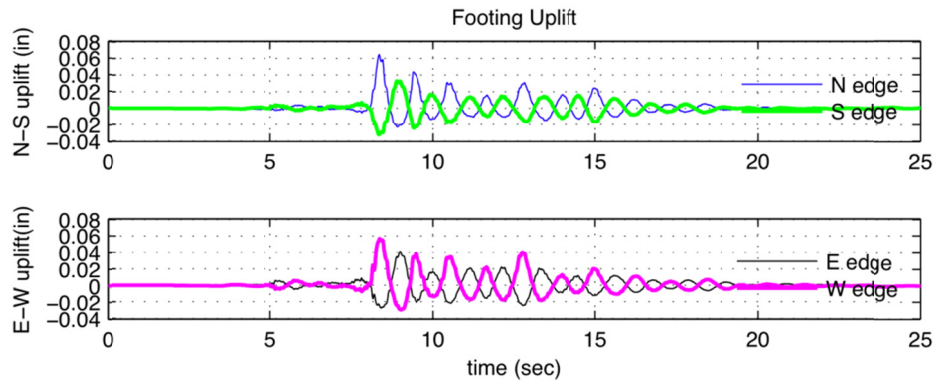 Footing Uplift
N–S uplift (in)
0.08
0.06
0.04
0.02
0
−0.02
−0.04
N edge
S edge
0 5 10 15 20 25
E–W uplift(in)
0.08
0.06
0.04
0.02
0
−0.02
−0.04
E edge
W edge
0 5 10 15 20 25
time (sec)